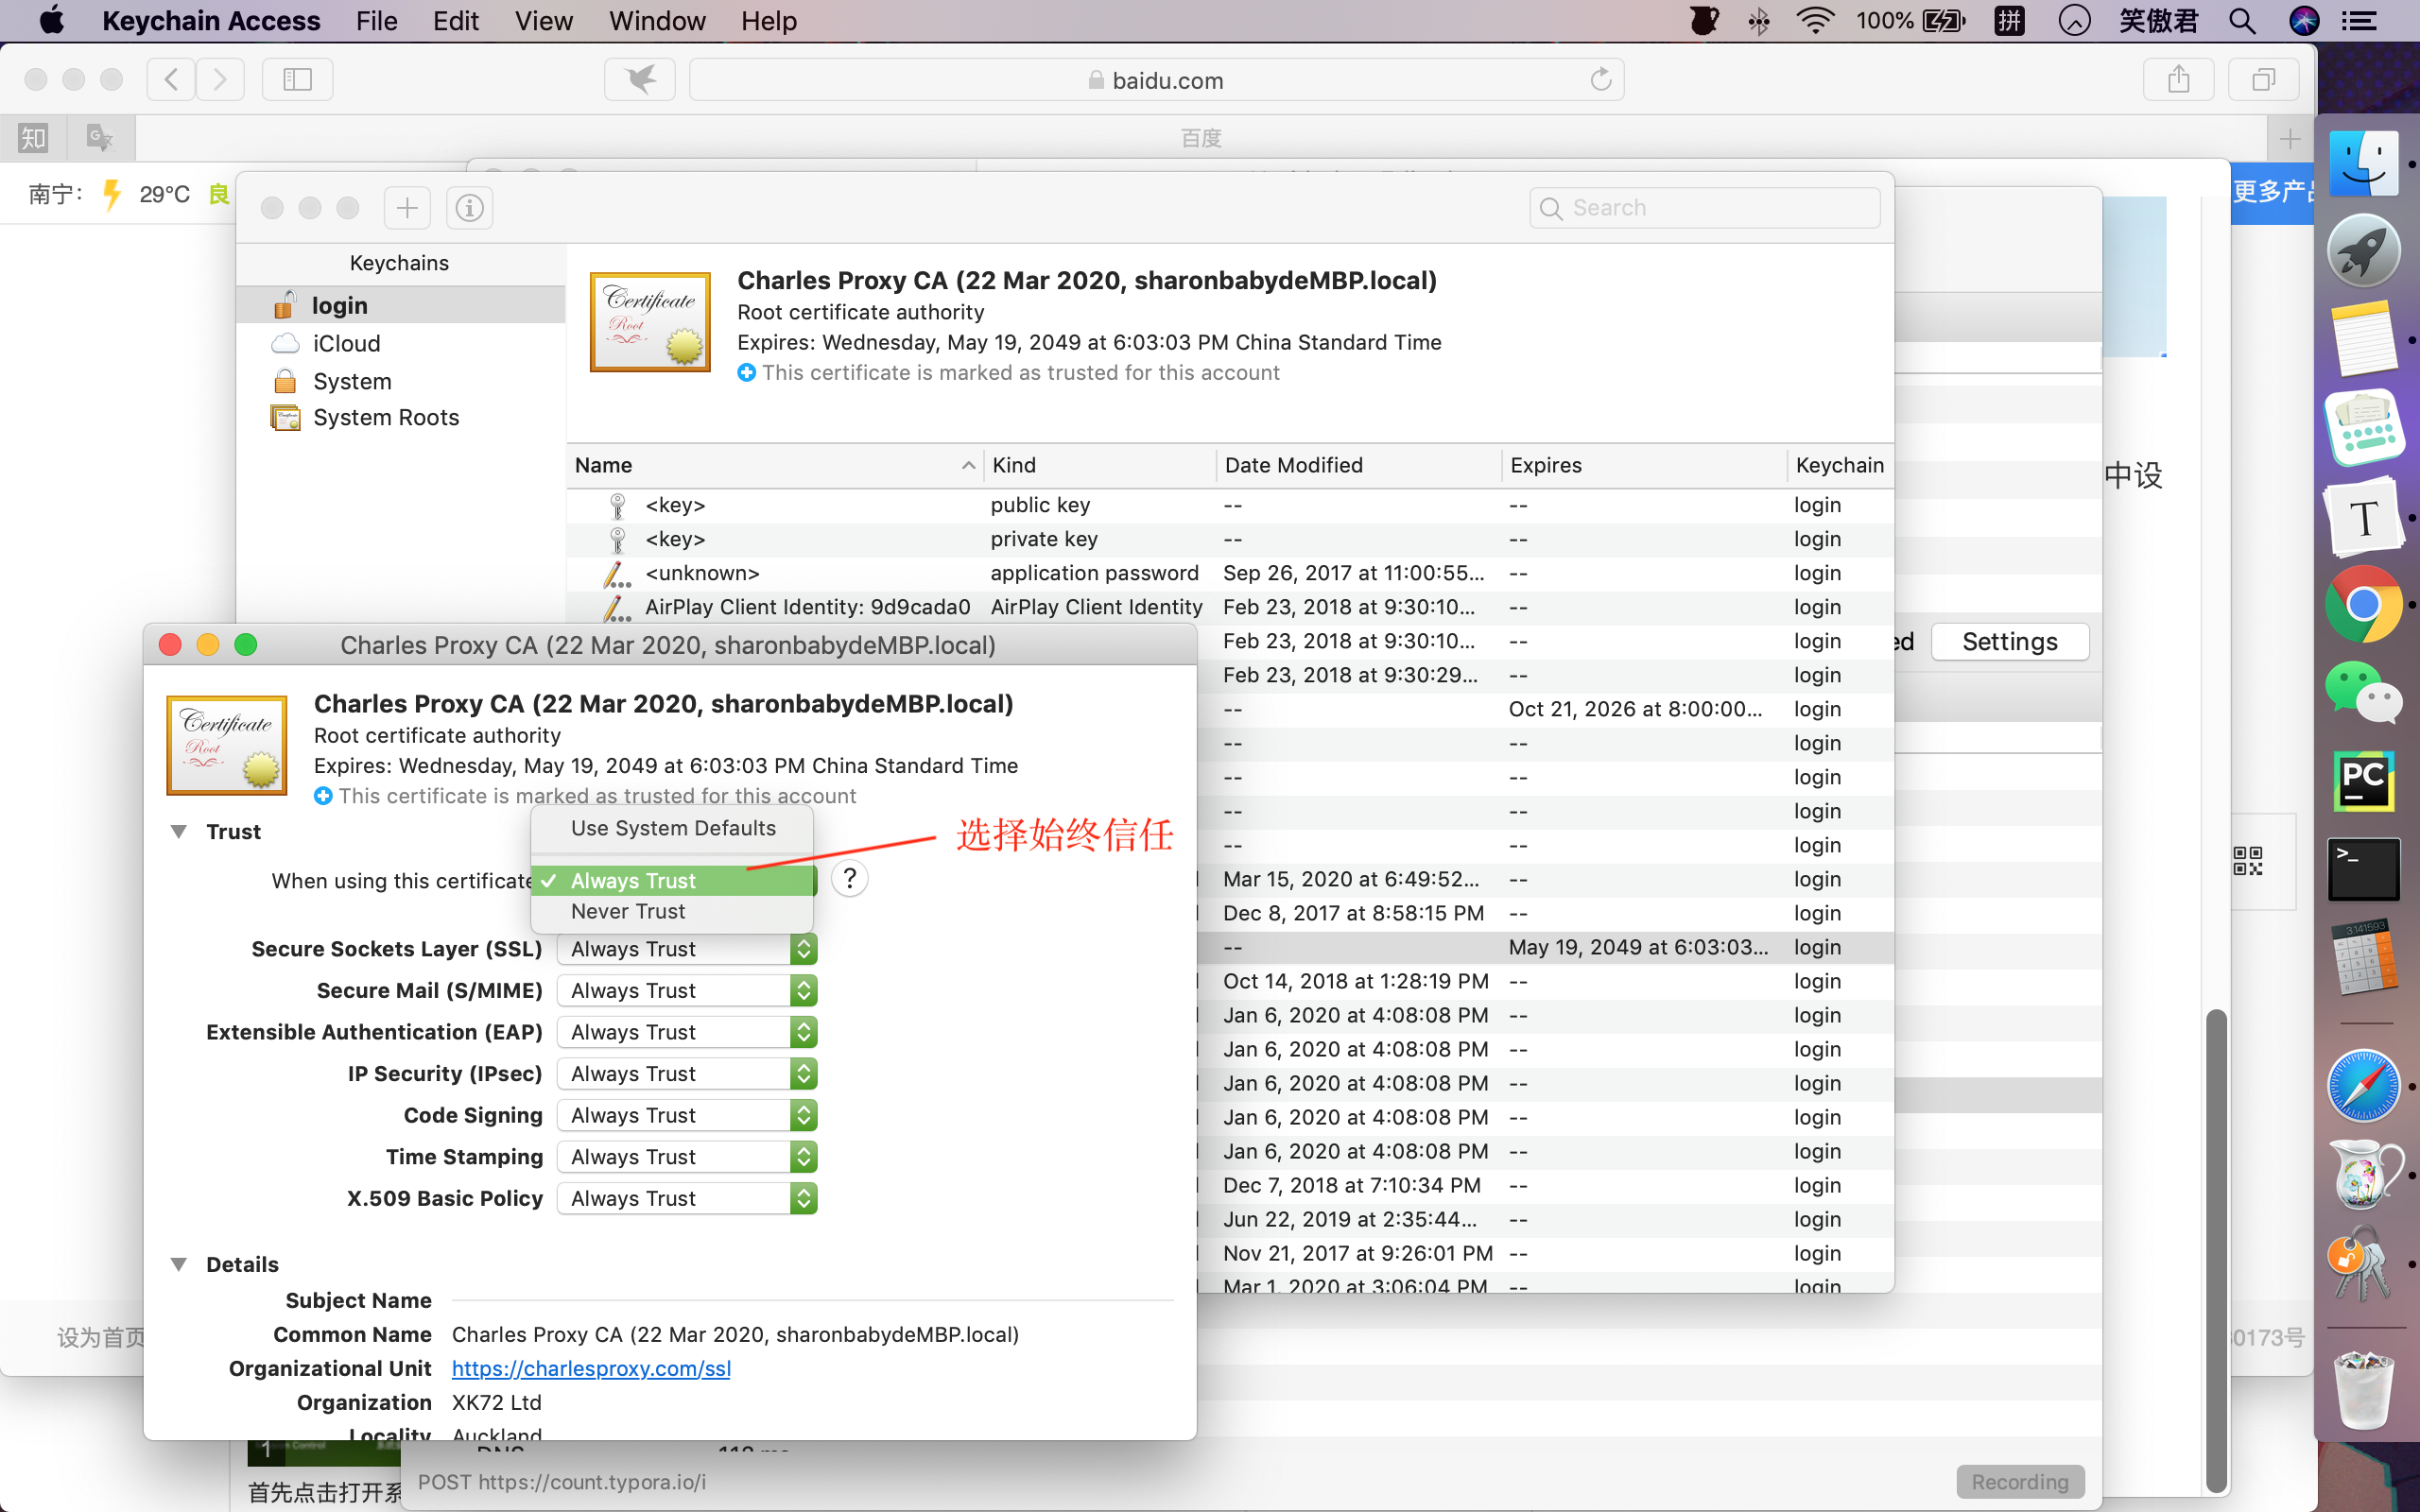 Keychain Access File Edit View Window Help 100% 拼 笑傲君
baidu.com
知 百度
南宁: 29°C 良 更多产品
Search
Keychains
login
iCloud
System
System Roots
Certificate
Root
Charles Proxy CA (22 Mar 2020, sharonbabydeMBP.local)
Root certificate authority
Expires: Wednesday, May 19, 2049 at 6:03:03 PM China Standard Time
This certificate is marked as trusted for this account
Name Kind Date Modified Expires Keychain
<key> public key -- -- login
<key> private key -- -- login
<unknown> application password Sep 26, 2017 at 11:00:55... -- login
AirPlay Client Identity: 9d9cada0 AirPlay Client Identity Feb 23, 2018 at 9:30:10... -- login
Feb 23, 2018 at 9:30:10... -- login
Feb 23, 2018 at 9:30:29... -- login
-- Oct 21, 2026 at 8:00:00... login
-- -- login
-- -- login
-- -- login
-- -- login
Mar 15, 2020 at 6:49:52... -- login
Dec 8, 2017 at 8:58:15 PM -- login
-- May 19, 2049 at 6:03:03... login
Oct 14, 2018 at 1:28:19 PM -- login
Jan 6, 2020 at 4:08:08 PM -- login
Jan 6, 2020 at 4:08:08 PM -- login
Jan 6, 2020 at 4:08:08 PM -- login
Jan 6, 2020 at 4:08:08 PM -- login
Jan 6, 2020 at 4:08:08 PM -- login
Dec 7, 2018 at 7:10:34 PM -- login
Jun 22, 2019 at 2:35:44... -- login
Nov 21, 2017 at 9:26:01 PM -- login
Mar 1, 2020 at 3:06:04 PM -- login
中设
ed Settings
Charles Proxy CA (22 Mar 2020, sharonbabydeMBP.local)
Certificate
Root
Charles Proxy CA (22 Mar 2020, sharonbabydeMBP.local)
Root certificate authority
Expires: Wednesday, May 19, 2049 at 6:03:03 PM China Standard Time
This certificate is marked as trusted for this account
Trust
Use System Defaults
选择始终信任
When using this certificate ✓ Always Trust ?
Never Trust
Secure Sockets Layer (SSL) Always Trust
Secure Mail (S/MIME) Always Trust
Extensible Authentication (EAP) Always Trust
IP Security (IPsec) Always Trust
Code Signing Always Trust
Time Stamping Always Trust
X.509 Basic Policy Always Trust
Details
Subject Name
Common Name Charles Proxy CA (22 Mar 2020, sharonbabydeMBP.local)
Organizational Unit https://charlesproxy.com/ssl
Organization XK72 Ltd
Locality Auckland
设为首页 0173号
1
DNS
首先点击打开系
POST https://count.typora.io/i Recording
T
PC
>_
3.141593